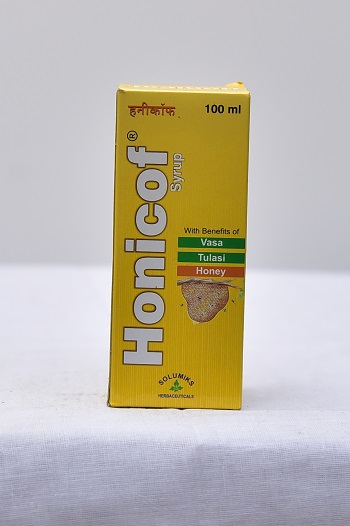 हनीकॉफ
100 ml
Honicof®
Syrup
With Benefits of
Vasa
Tulasi
Honey
SOLUMIKS
HERBACEUTICALS